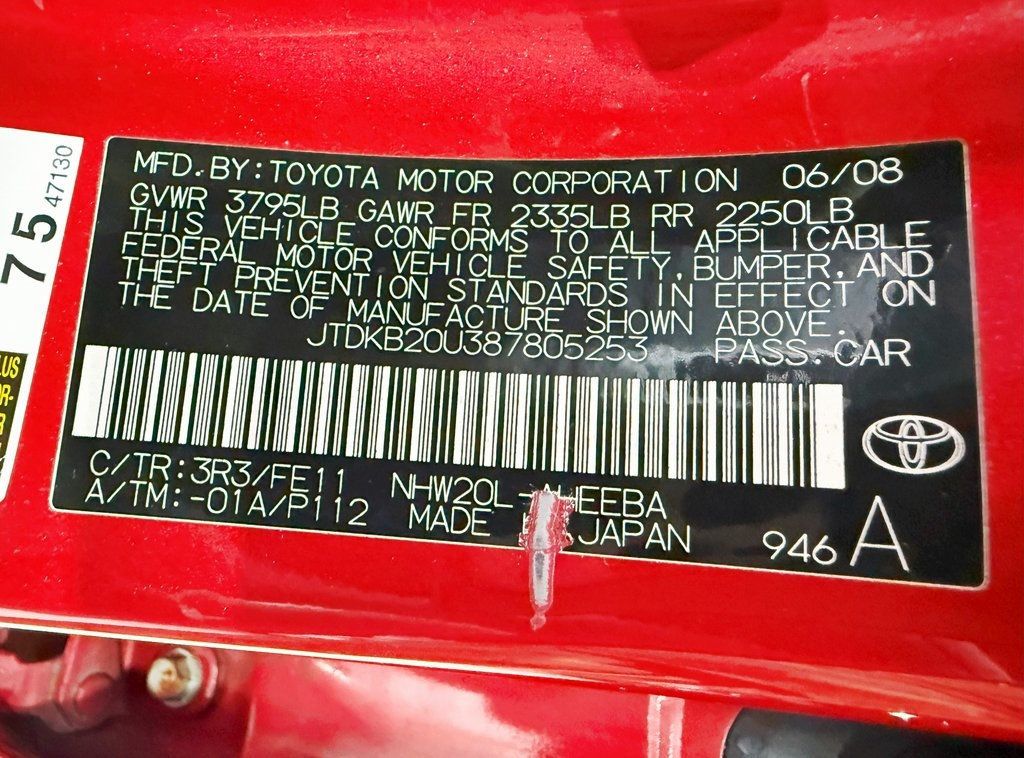 MFD. BY: TOYOTA MOTOR CORPORATION 06/08
GVWR 3795LB GAWR FR 2335LB RR 2250LB
THIS VEHICLE CONFORMS TO ALL APPLICABLE
FEDERAL MOTOR VEHICLE SAFETY, BUMPER, AND
THEFT PREVENTION STANDARDS IN EFFECT ON
THE DATE OF MANUFACTURE SHOWN ABOVE.
JTDKB20U387805253 PASS. CAR
C/TR: 3R3/FE11 NHW20L-AHEEBA
A/TM: -01A/P112 MADE JAPAN
946 A
75
47130